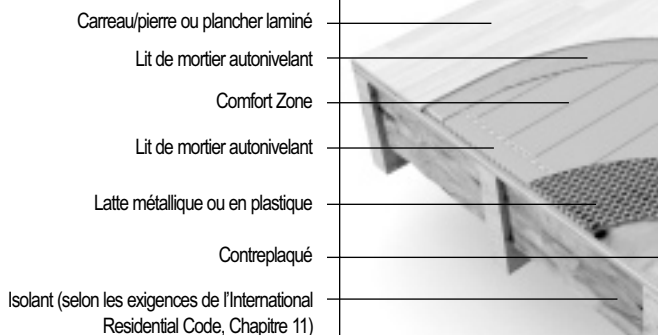 Carreau/pierre ou plancher laminé
Lit de mortier autonivelant
Comfort Zone
Lit de mortier autonivelant
Latte métallique ou en plastique
Contreplaqué
Isolant (selon les exigences de l’International
Residential Code, Chapitre 11)